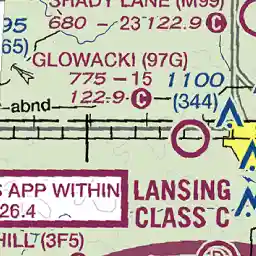 SHADY LANE (M99)
95
680 - 23 122.9 C
65)
GLOWACKI (97G)
775 - 15
1100
122.9 C
(344)
abnd
S APP WITHIN
26.4
LANSING
CLASS C
HILL (3F5)